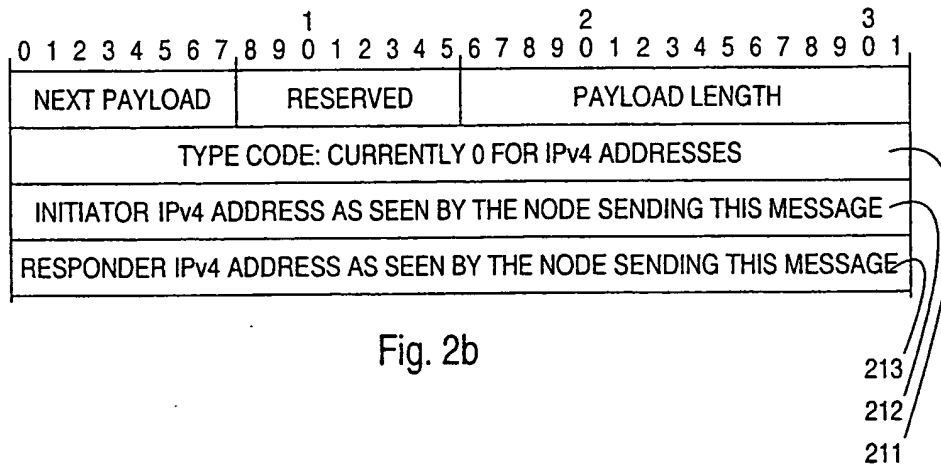 1 2 3
0 1 2 3 4 5 6 7 8 9 0 1 2 3 4 5 6 7 8 9 0 1 2 3 4 5 6 7 8 9 0 1
NEXT PAYLOAD RESERVED PAYLOAD LENGTH
TYPE CODE: CURRENTLY 0 FOR IPv4 ADDRESSES
INITIATOR IPv4 ADDRESS AS SEEN BY THE NODE SENDING THIS MESSAGE
RESPONDER IPv4 ADDRESS AS SEEN BY THE NODE SENDING THIS MESSAGE
Fig. 2b
213
212
211